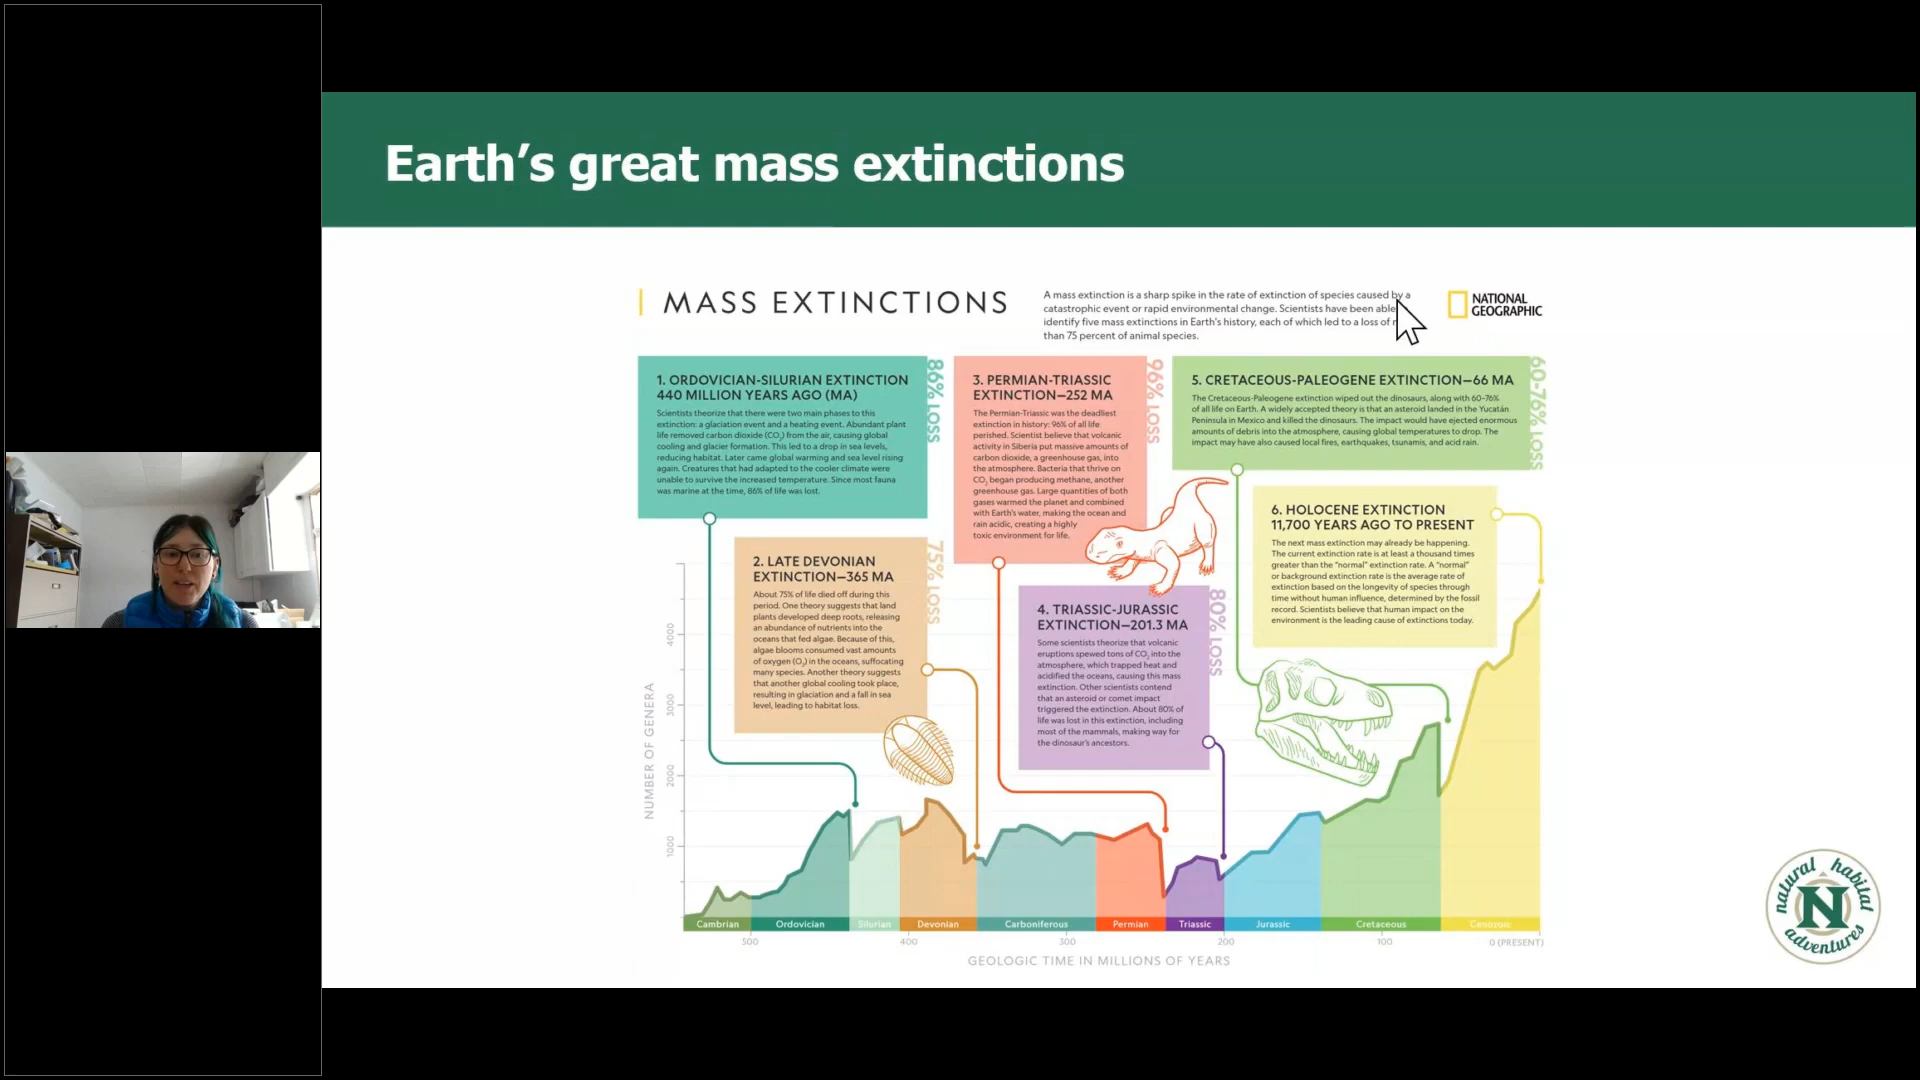 Earth's great mass extinctions
MASS EXTINCTIONS
A mass extinction is a sharp spike in the rate of extinction of species caused by a
catastrophic event or rapid environmental change. Scientists have been able
identify five mass extinctions in Earth's history, each of which led to a loss of
than 75 percent of animal species.
NATIONAL
GEOGRAPHIC
1. ORDOVICIAN-SILURIAN EXTINCTION
440 MILLION YEARS AGO (MA)
Scientists theorize that there were two main phases to this
extinction: a glaciation event and a heating event. Abundant plant
life removed carbon dioxide (CO₂) from the air, causing global
cooling and glacier formation. This led to a drop in sea levels,
reducing habitat. Later came global warming and sea level rising
again. Creatures that had adapted to the cooler climate were
unable to survive the increased temperature. Since most fauna
was marine at the time, 86% of life was lost.
86% LOSS
2. LATE DEVONIAN
EXTINCTION—365 MA
About 75% of life died off during this
period. One theory suggests that land
plants developed deep roots, releasing
an abundance of nutrients into the
oceans that fed algae. Because of this,
algae blooms consumed vast amounts
of oxygen (O₂) in the oceans, suffocating
many species. Another theory suggests
that another global cooling took place,
resulting in glaciation and a fall in sea
level, leading to habitat loss.
75% LOSS
3. PERMIAN-TRIASSIC
EXTINCTION—252 MA
The Permian-Triassic was the deadliest
extinction in history: 96% of all life
perished. Scientist believe that volcanic
activity in Siberia put massive amounts of
carbon dioxide, a greenhouse gas, into
the atmosphere. Bacteria that thrive on
CO₂ began producing methane, another
greenhouse gas. Large quantities of both
gases warmed the planet and combined
with Earth's water, making the ocean and
rain acidic, creating a highly
toxic environment for life.
96% LOSS
4. TRIASSIC-JURASSIC
EXTINCTION—201.3 MA
Some scientists theorize that volcanic
eruptions spewed tons of CO₂ into the
atmosphere, which trapped heat and
acidified the oceans, causing this mass
extinction. Other scientists contend
that an asteroid or comet impact
triggered the extinction. About 80% of
life was lost in this extinction, including
most of the mammals, making way for
the dinosaur's ancestors.
80% LOSS
5. CRETACEOUS-PALEOGENE EXTINCTION—66 MA
The Cretaceous-Paleogene extinction wiped out the dinosaurs, along with 60-76%
of all life on Earth. A widely accepted theory is that an asteroid landed in the Yucatán
Peninsula in Mexico and killed the dinosaurs. The impact would have ejected enormous
amounts of debris into the atmosphere, causing global temperatures to drop. The
impact may have also caused local fires, earthquakes, tsunamis, and acid rain.
60-76% LOSS
6. HOLOCENE EXTINCTION
11,700 YEARS AGO TO PRESENT
The next mass extinction may already be happening.
The current extinction rate is at least a thousand times
greater than the "normal" extinction rate. A "normal"
or background extinction rate is the average rate of
extinction based on the longevity of species through
time without human influence, determined by the fossil
record. Scientists believe that human impact on the
environment is the leading cause of extinctions today.
NUMBER OF GENERA
4000
3000
2000
1000
Cambrian Ordovician Silurian Devonian Carboniferous Permian Triassic Jurassic Cretaceous Cenozoic
500 400 300 200 100 0 (PRESENT)
GEOLOGIC TIME IN MILLIONS OF YEARS
natural habitat
N
adventures